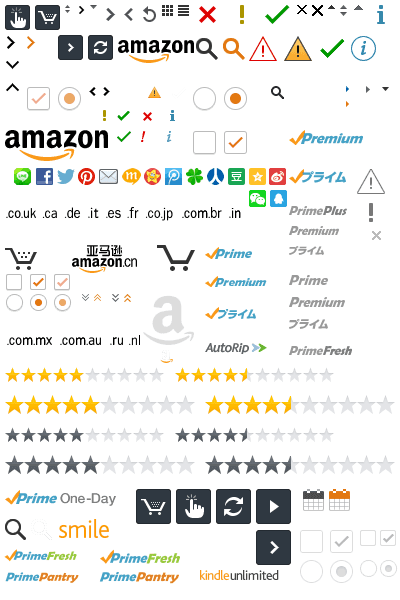 amazon
amazon
Premium
プライム
.co.uk .ca .de .it .es .fr .co.jp .com.br .in
PrimePlus
Premium
プライム
亚马逊
amazon.cn
Prime
Premium
プライム
Prime
Premium
プライム
a
.com.mx .com.au .ru .nl
AutoRip
PrimeFresh
Prime One-Day
smile
PrimeFresh
PrimeFresh
PrimePantry
PrimePantry
kindleunlimited